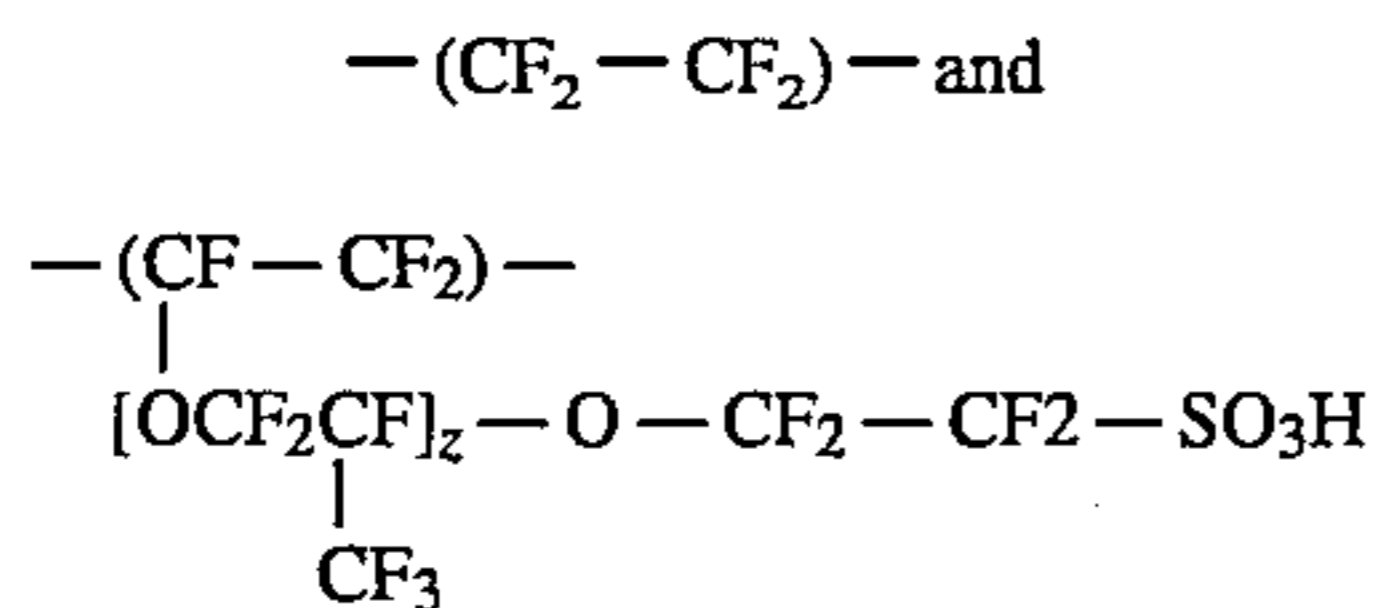 —(CF₂—CF₂)—and
—(CF—CF₂)—
[OCF₂CF]z—O—CF₂—CF2—SO₃H
CF₃